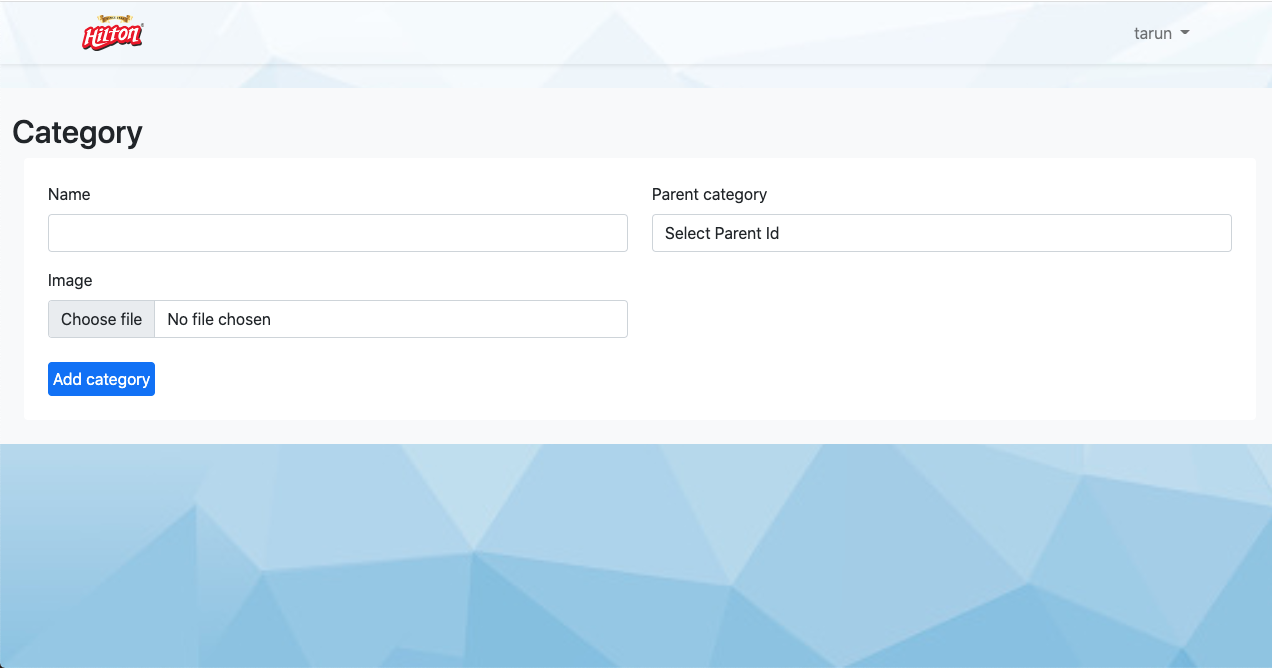 Hilton
tarun
Category
Name
Parent category
Select Parent Id
Image
Choose file No file chosen
Add category